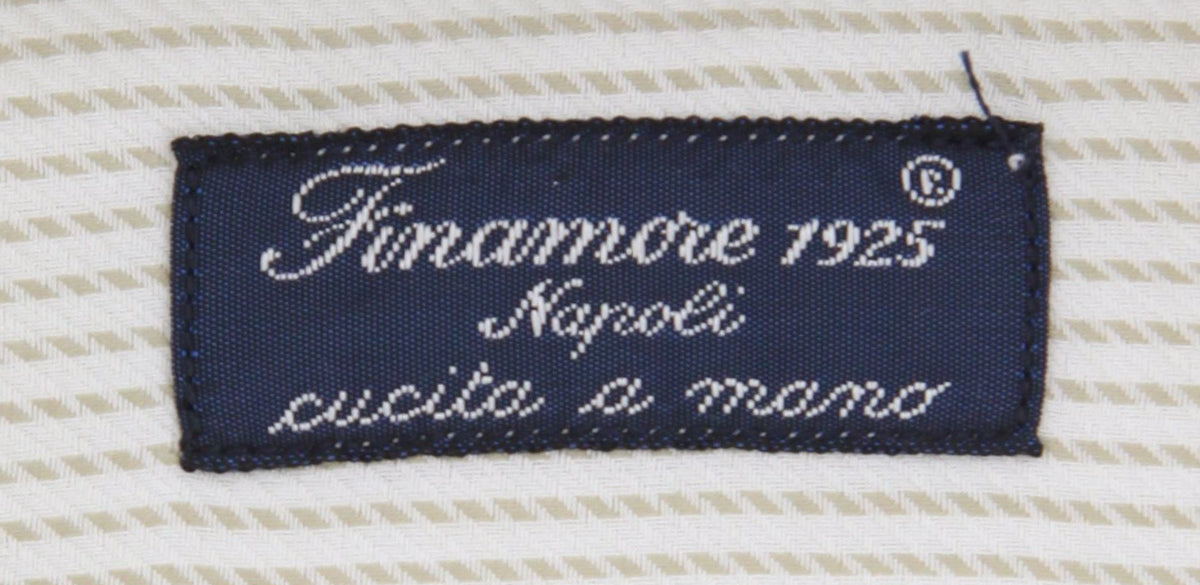 Finamore 1925®
Napoli
cucita a mano